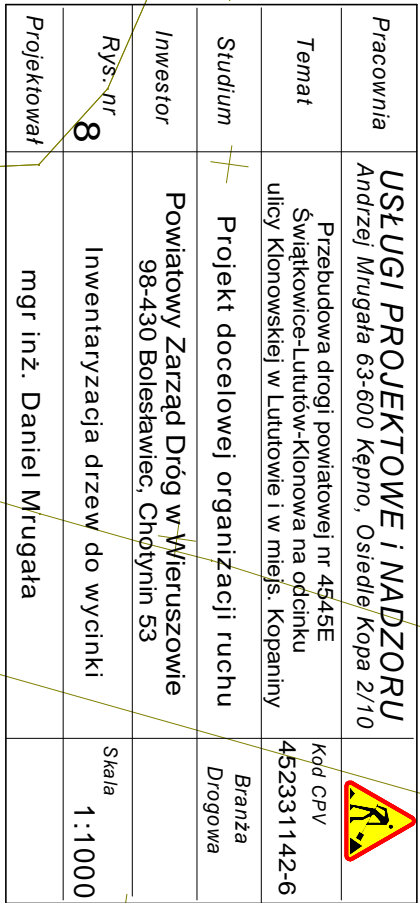 Pracownia
USŁUGI PROJEKTOWE i NADZORU
Andrzej Mrugała 63-600 Kępno, Osiedle Kopa 2/10
Temat
Przebudowa drogi powiatowej nr 4545E
Świątkowice-Lututów-Klonowa na odcinku
ulicy Klonowskiej w Lututowie i w miejs. Kopaniny
Kod CPV
452331142-6
Studium
Projekt docelowej organizacji ruchu
Branża
Drogowa
Inwestor
Powiatowy Zarząd Dróg w Wieruszowie
98-430 Bolesławiec, Chotynin 53
Rys. nr 8
Inwentaryzacja drzew do wycinki
Skala
1:1000
Projektował
mgr inż. Daniel Mrugała